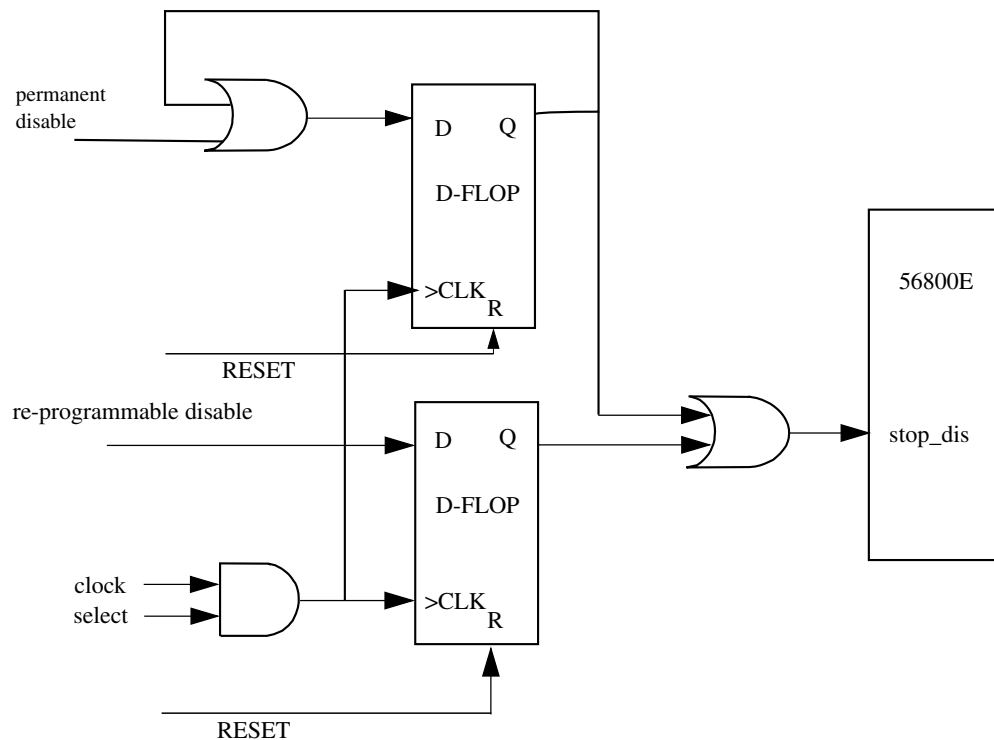 permanent
disable
D Q
D-FLOP
>CLK
R
RESET
56800E
re-programmable disable
D Q
stop_dis
D-FLOP
clock
select
>CLK
R
RESET